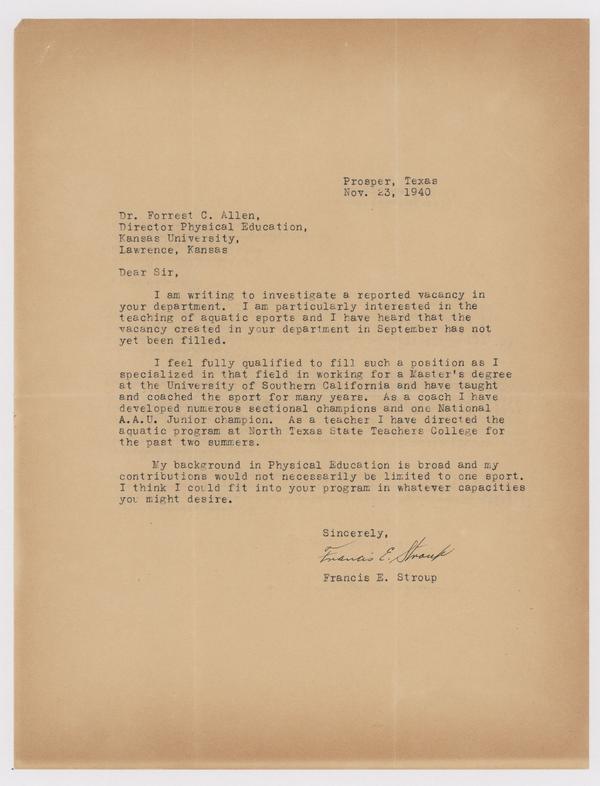 Prosper, Texas
Nov. 23, 1940
Dr. Forrest C. Allen,
Director Physical Education,
Kansas University,
Lawrence, Kansas
Dear Sir,
I am writing to investigate a reported vacancy in
your department. I am particularly interested in the
teaching of aquatic sports and I have heard that the
vacancy created in your department in September has not
yet been filled.
I feel fully qualified to fill such a position as I
specialized in that field in working for a Master's degree
at the University of Southern California and have taught
and coached the sport for many years. As a coach I have
developed numerous sectional champions and one National
A.A.U. Junior champion. As a teacher I have directed the
aquatic program at North Texas State Teachers College for
the past two summers.
My background in Physical Education is broad and my
contributions would not necessarily be limited to one sport.
I think I could fit into your program in whatever capacities
you might desire.
Sincerely,
Francis E. Stroup
Francis E. Stroup